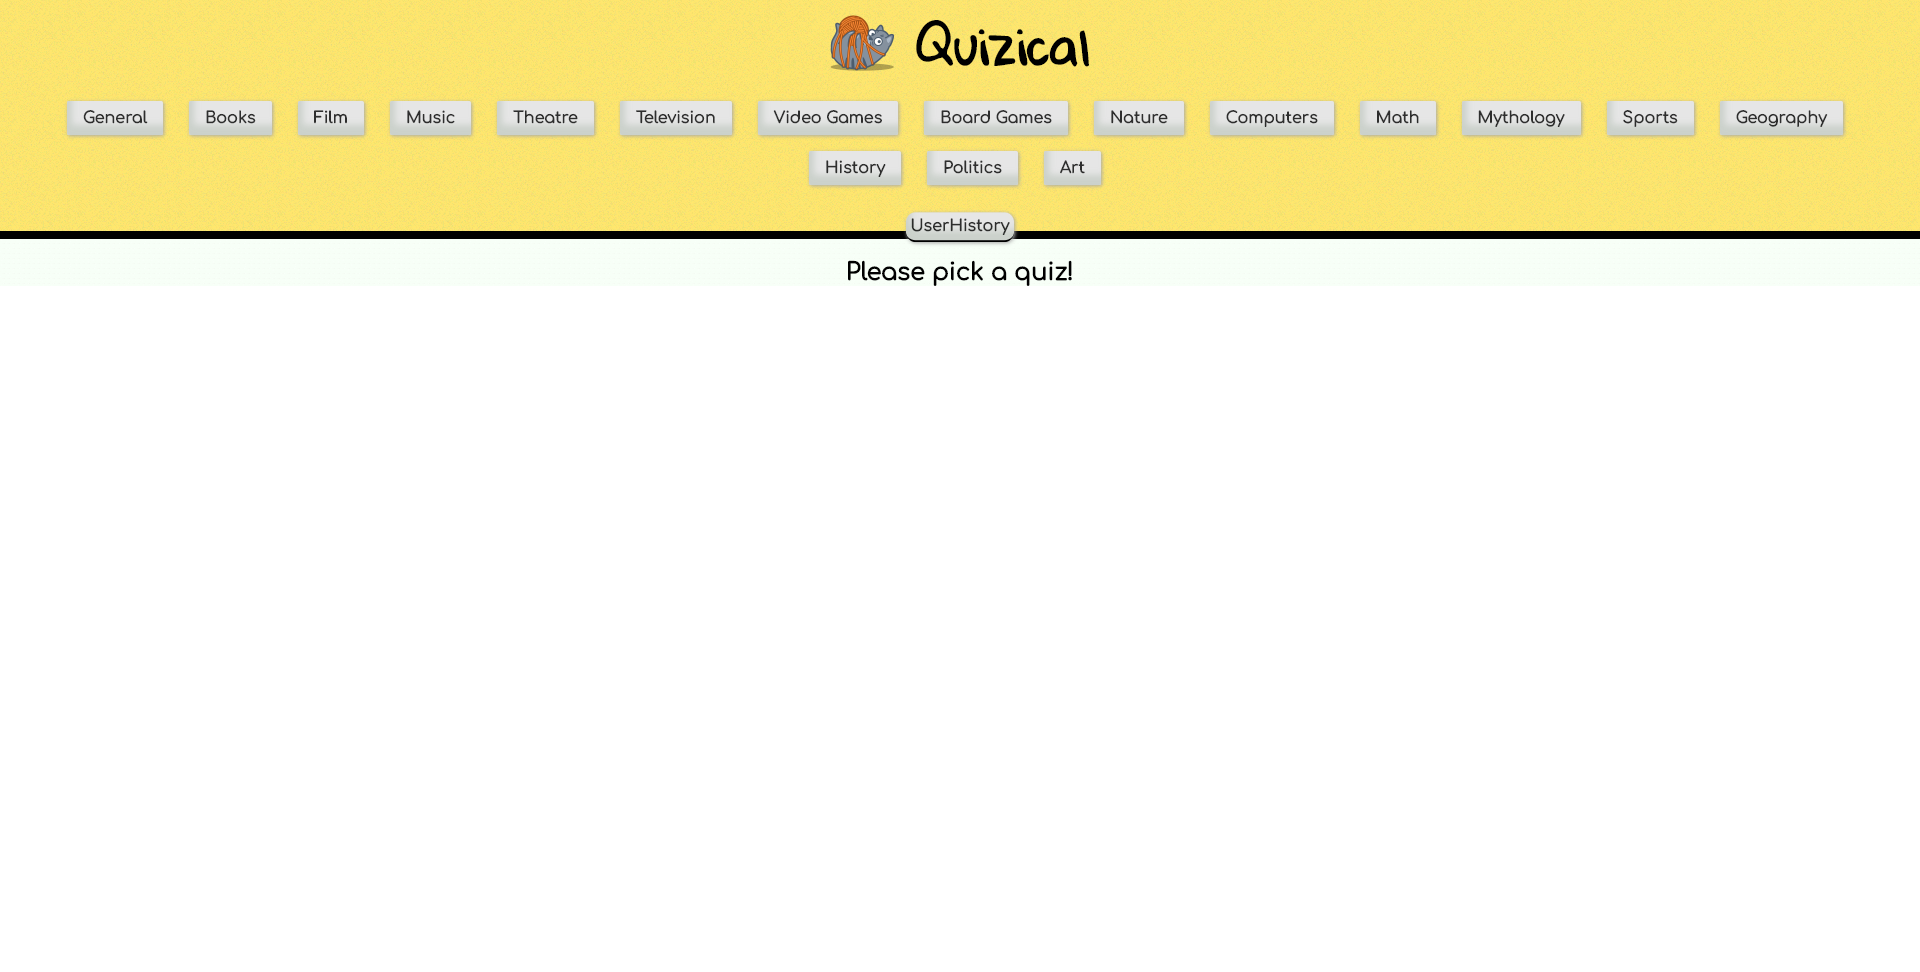 Quizical
General Books Film Music Theatre Television Video Games Board Games Nature Computers Math Mythology Sports Geography
History Politics Art
UserHistory
Please pick a quiz!